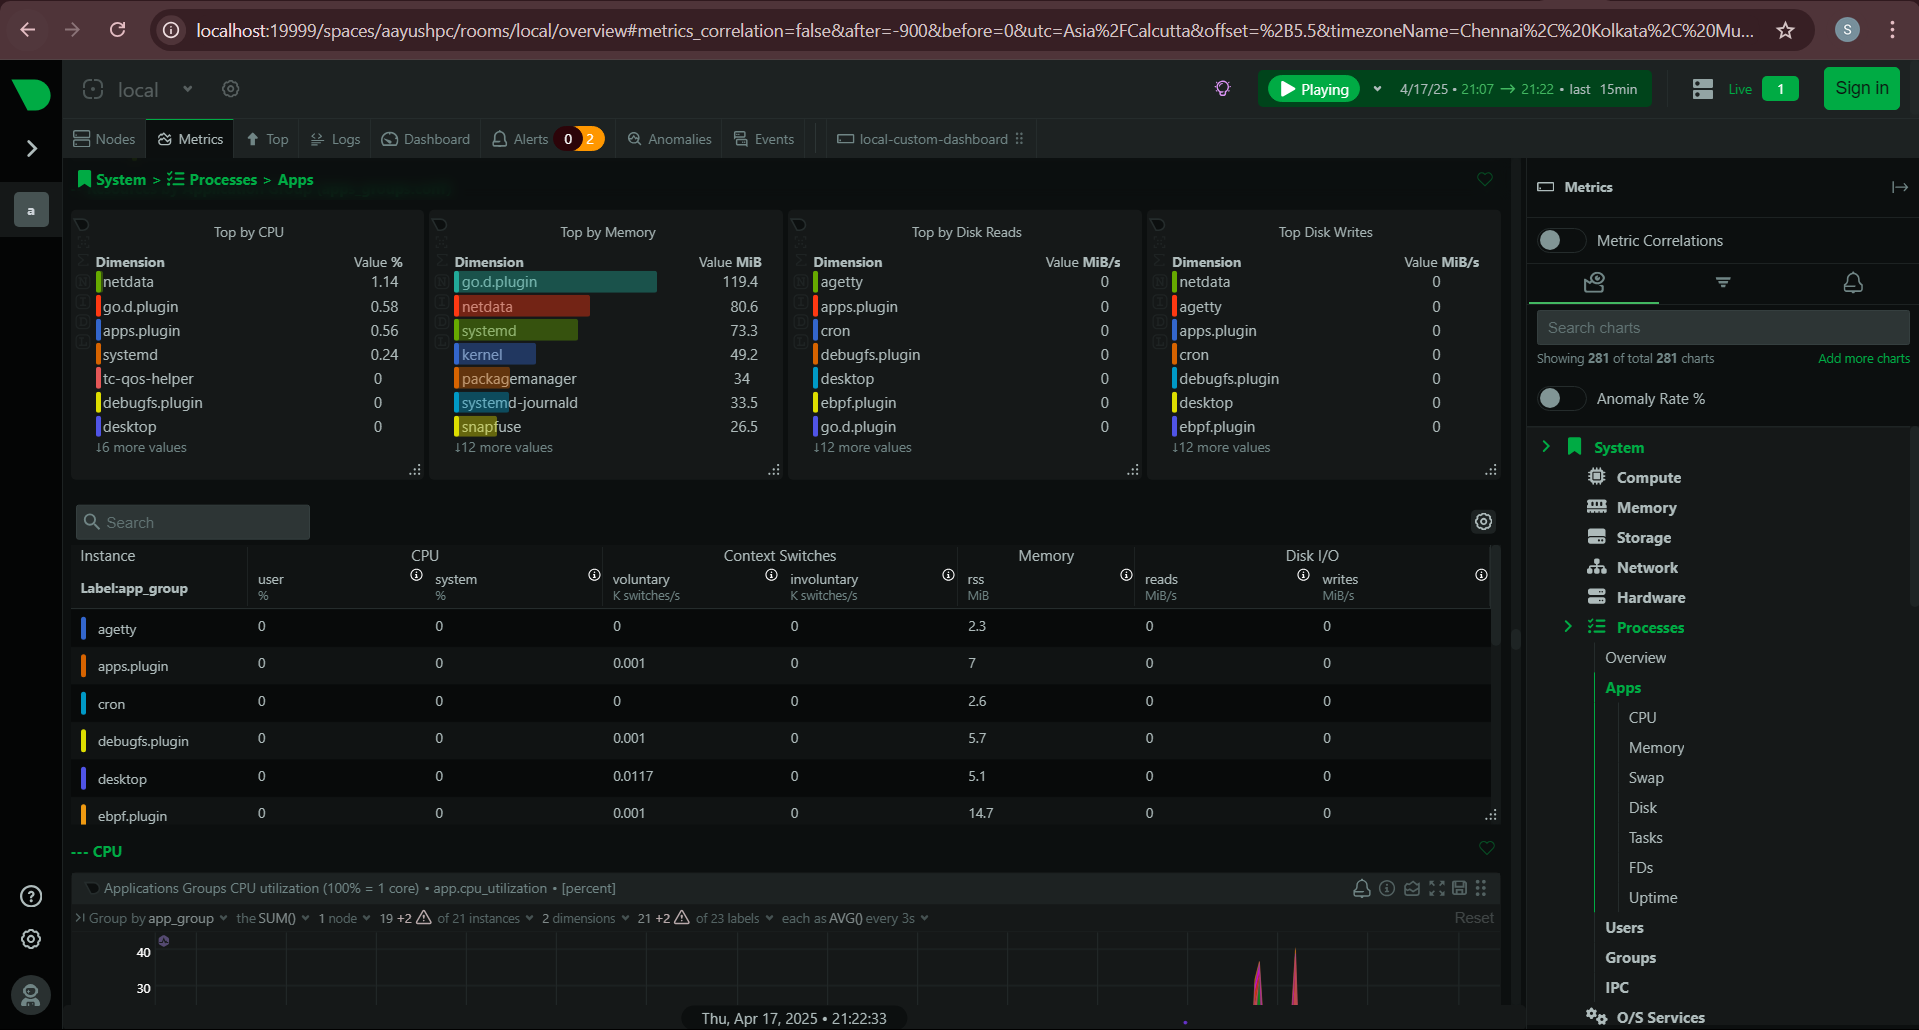 localhost:19999/spaces/aayushpc/rooms/local/overview#metrics_correlation=false&after=-900&before=0&utc=Asia%2FCalcutta&offset=%2B5.5&timezoneName=Chennai%2C%20Kolkata%2C%20Mu...
S
local
Playing
4/17/25 • 21:07 → 21:22 • last 15min
Live
1
Sign in
Nodes
Metrics
Top
Logs
Dashboard
Alerts
0
2
Anomalies
Events
local-custom-dashboard
a
System > Processes > Apps
Top by CPU
Dimension Value %
netdata 1.14
go.d.plugin 0.58
apps.plugin 0.56
systemd 0.24
tc-qos-helper 0
debugfs.plugin 0
desktop 0
↓6 more values
Top by Memory
Dimension Value MiB
go.d.plugin 119.4
netdata 80.6
systemd 73.3
kernel 49.2
packagemanager 34
systemd-journald 33.5
snapfuse 26.5
↓12 more values
Top by Disk Reads
Dimension Value MiB/s
agetty 0
apps.plugin 0
cron 0
debugfs.plugin 0
desktop 0
ebpf.plugin 0
go.d.plugin 0
↓12 more values
Top Disk Writes
Dimension Value MiB/s
netdata 0
agetty 0
apps.plugin 0
cron 0
debugfs.plugin 0
desktop 0
ebpf.plugin 0
↓12 more values
Search
Instance CPU Context Switches Memory Disk I/O
Label:app_group user system voluntary involuntary rss reads writes
% % K switches/s K switches/s MiB MiB/s MiB/s
agetty 0 0 0 0 2.3 0 0
apps.plugin 0 0 0.001 0 7 0 0
cron 0 0 0 0 2.6 0 0
debugfs.plugin 0 0 0.001 0 5.7 0 0
desktop 0 0 0.0117 0 5.1 0 0
ebpf.plugin 0 0 0.001 0 14.7 0 0
--- CPU
Applications Groups CPU utilization (100% = 1 core) • app.cpu_utilization • [percent]
Group by app_group the SUM() 1 node 19 +2 of 21 instances 2 dimensions 21 +2 of 23 labels each as AVG() every 3s Reset
40
30
Thu, Apr 17, 2025 • 21:22:33
Metrics
Metric Correlations
Search charts
Showing 281 of total 281 charts Add more charts
Anomaly Rate %
System
Compute
Memory
Storage
Network
Hardware
Processes
Overview
Apps
CPU
Memory
Swap
Disk
Tasks
FDs
Uptime
Users
Groups
IPC
O/S Services